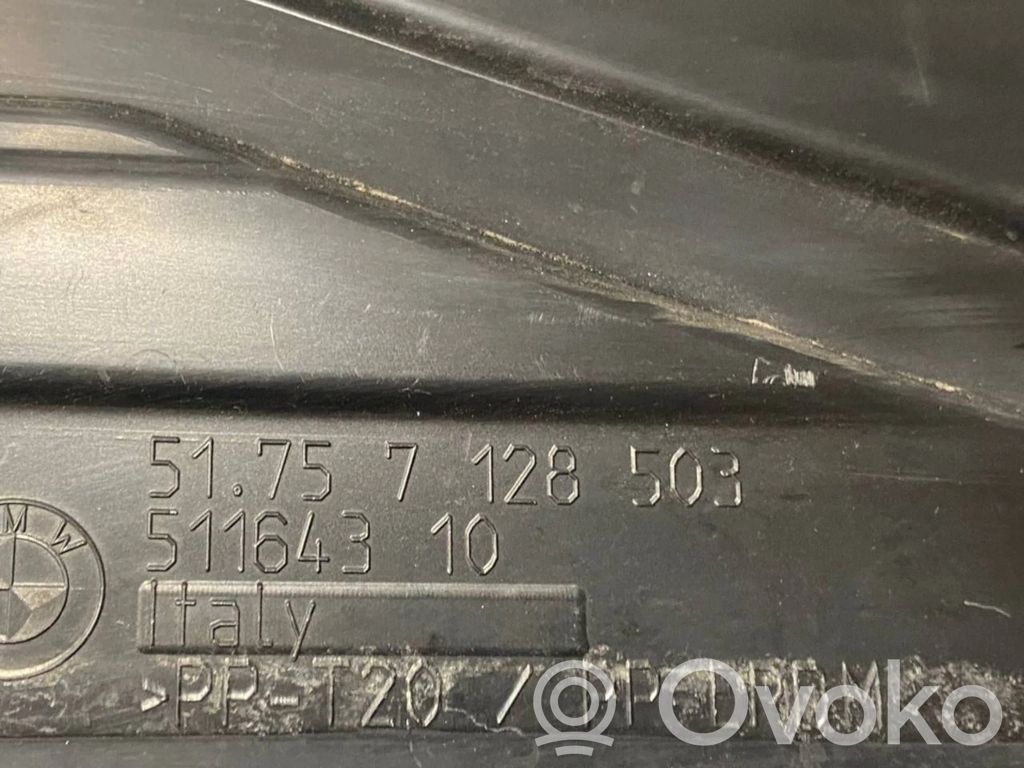 51.75 7 128 503
BMW
511643 10
Italy
>PP-T20 /
Ovoko